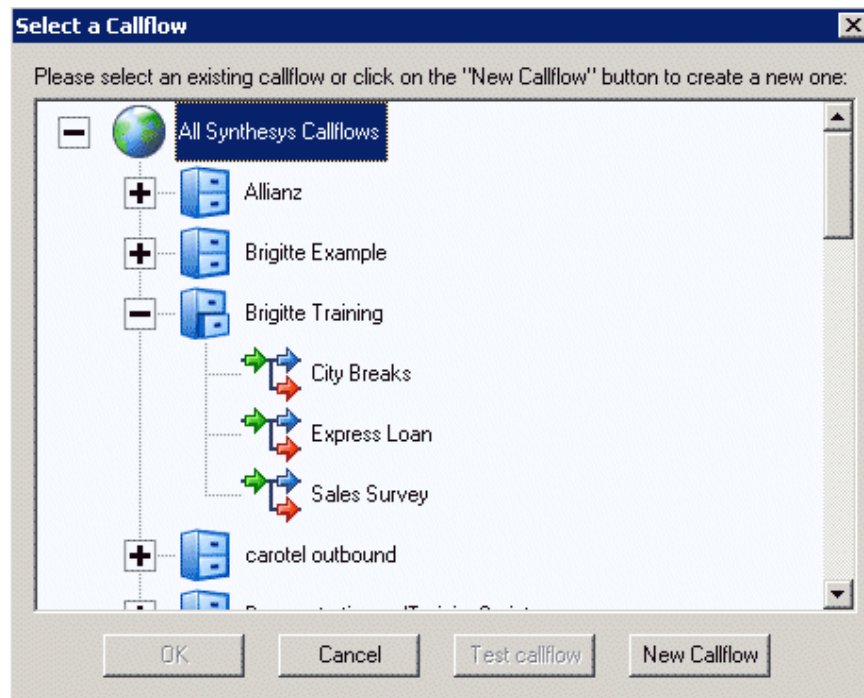 Select a Callflow
Please select an existing callflow or click on the "New Callflow" button to create a new one:
All Synthesys Callflows
Allianz
Brigitte Example
Brigitte Training
City Breaks
Express Loan
Sales Survey
carotel outbound
OK
Cancel
Test callflow
New Callflow